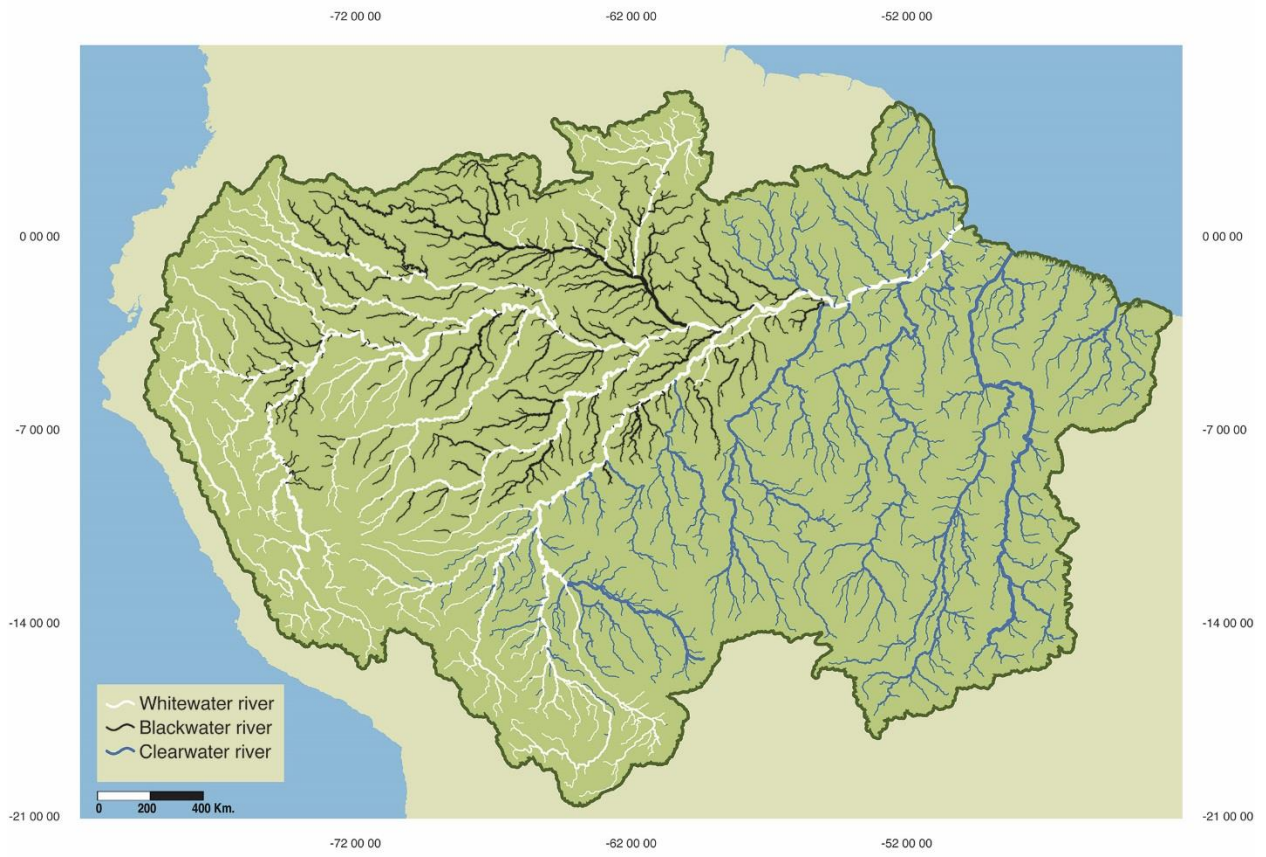 -72 00 00 -62 00 00 -52 00 00
0 00 00 0 00 00
-7 00 00 -7 00 00
-14 00 00 -14 00 00
Whitewater river
Blackwater river
Clearwater river
0 200 400 Km.
-21 00 00 -21 00 00
-72 00 00 -62 00 00 -52 00 00